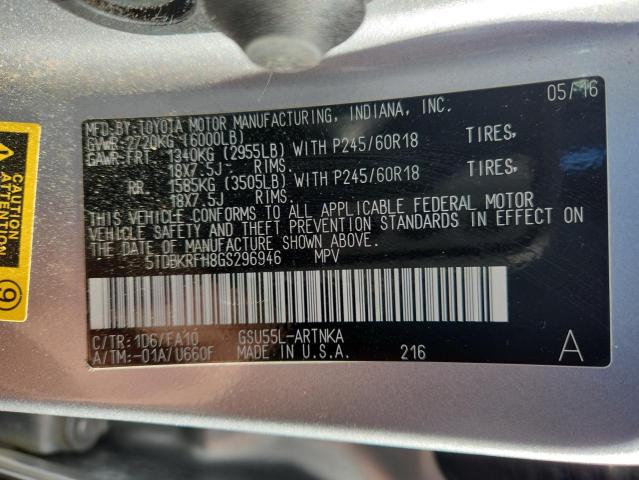 05/16
MFD.BY:TOYOTA MOTOR MANUFACTURING, INDIANA, INC.
GVWR 2720KG (6000LB)
GAWR-FRT 1340KG (2955LB) WITH P245/60R18 TIRES,
18X7.5J- RIMS.
RR. 1585KG (3505LB) WITH P245/60R18 TIRES,
18X7.5J RIMS.
THIS VEHICLE CONFORMS TO ALL APPLICABLE FEDERAL MOTOR
VEHICLE SAFETY AND THEFT PREVENTION STANDARDS IN EFFECT ON
THE DATE OF MANUFACTURE SHOWN ABOVE.
5TDBKRFH8GS296946 MPV
C/TR:1D6/FA10 GSU55L-ARTNKA
A/TM:-01A/U660F MADE IN U.S.A. 216 A
9